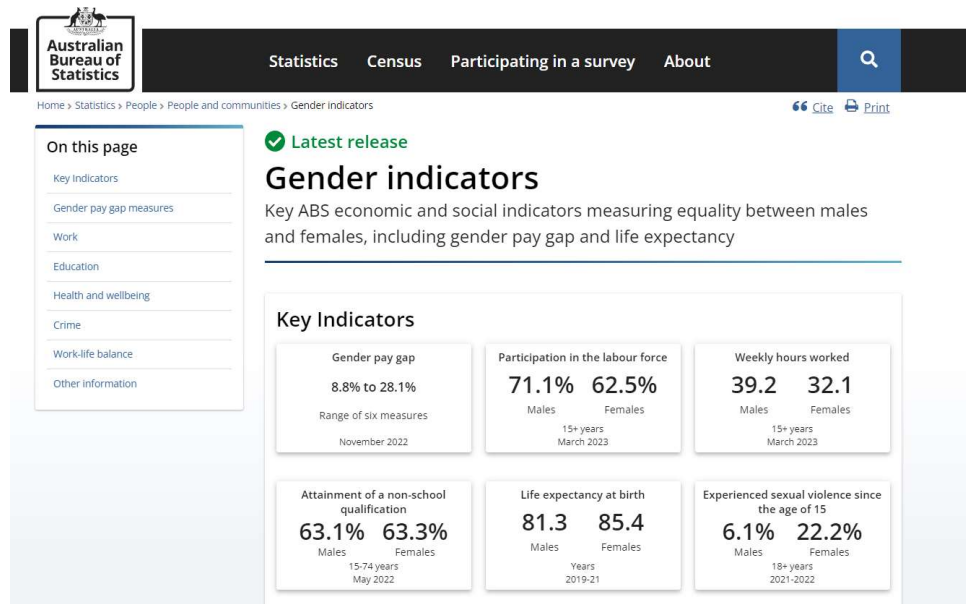 Australian
Bureau of
Statistics
Statistics Census Participating in a survey About
Home > Statistics > People > People and communities > Gender indicators
Cite Print
On this page
Key Indicators
Gender pay gap measures
Work
Education
Health and wellbeing
Crime
Work-life balance
Other information
Latest release
Gender indicators
Key ABS economic and social indicators measuring equality between males
and females, including gender pay gap and life expectancy
Key Indicators
Gender pay gap
8.8% to 28.1%
Range of six measures
November 2022
Participation in the labour force
71.1% 62.5%
Males Females
15+ years
March 2023
Weekly hours worked
39.2 32.1
Males Females
15+ years
March 2023
Attainment of a non-school
qualification
63.1% 63.3%
Males Females
15-74 years
May 2022
Life expectancy at birth
81.3 85.4
Males Females
Years
2019-21
Experienced sexual violence since
the age of 15
6.1% 22.2%
Males Females
18+ years
2021-2022